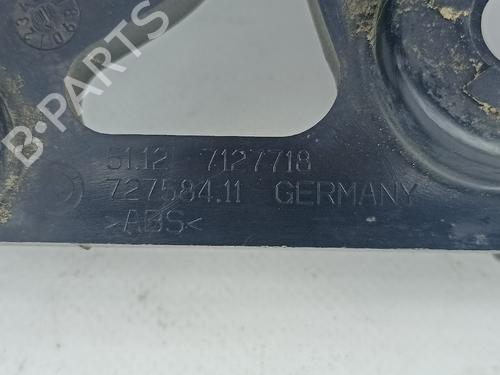 B-PARTS
51.12 7127718
727584.11 GERMANY
>ABS<